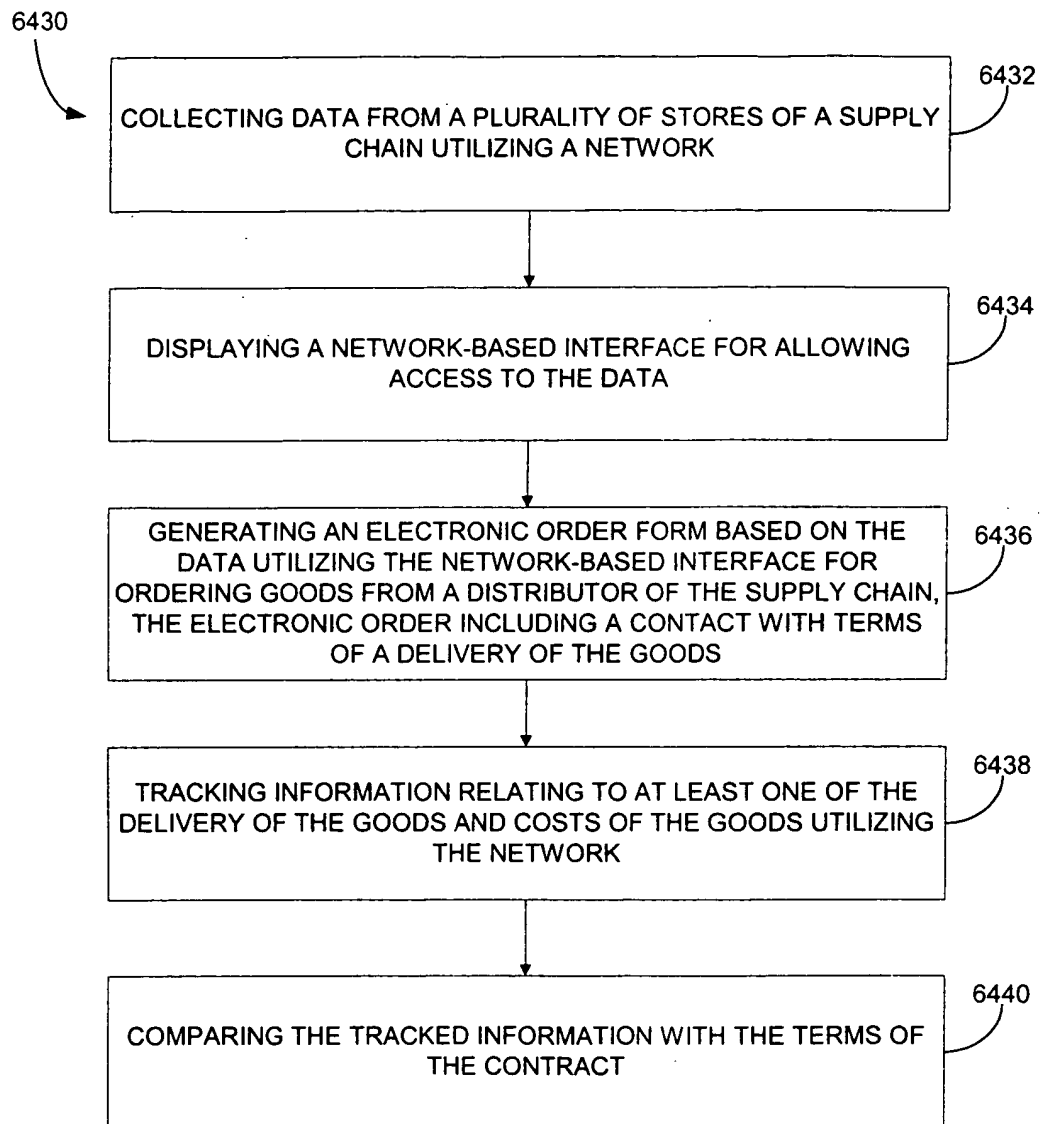 6430
6432
COLLECTING DATA FROM A PLURALITY OF STORES OF A SUPPLY
CHAIN UTILIZING A NETWORK
6434
DISPLAYING A NETWORK-BASED INTERFACE FOR ALLOWING
ACCESS TO THE DATA
6436
GENERATING AN ELECTRONIC ORDER FORM BASED ON THE
DATA UTILIZING THE NETWORK-BASED INTERFACE FOR
ORDERING GOODS FROM A DISTRIBUTOR OF THE SUPPLY CHAIN,
THE ELECTRONIC ORDER INCLUDING A CONTACT WITH TERMS
OF A DELIVERY OF THE GOODS
6438
TRACKING INFORMATION RELATING TO AT LEAST ONE OF THE
DELIVERY OF THE GOODS AND COSTS OF THE GOODS UTILIZING
THE NETWORK
6440
COMPARING THE TRACKED INFORMATION WITH THE TERMS OF
THE CONTRACT